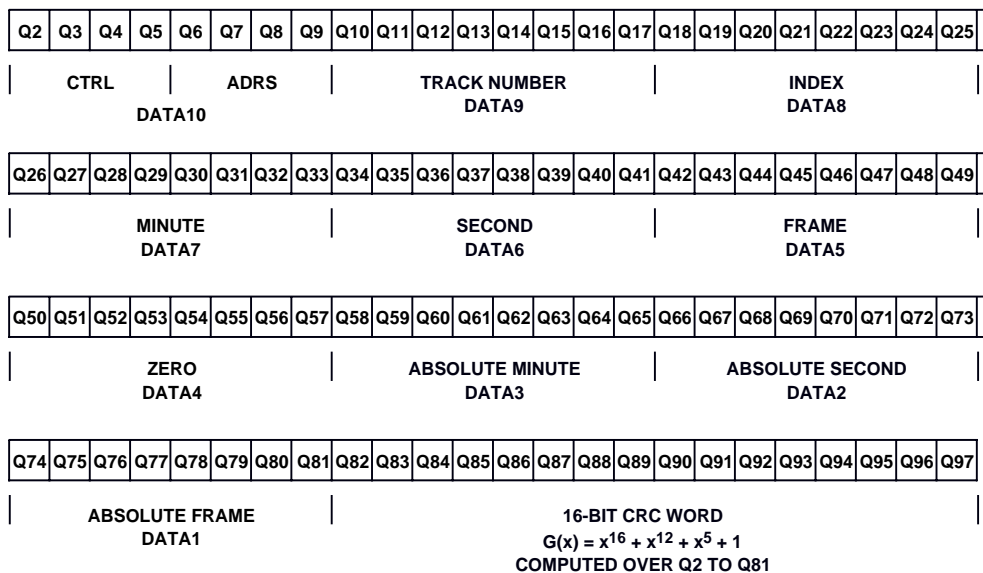 Q2 Q3 Q4 Q5 Q6 Q7 Q8 Q9 Q10 Q11 Q12 Q13 Q14 Q15 Q16 Q17 Q18 Q19 Q20 Q21 Q22 Q23 Q24 Q25
CTRL ADRS TRACK NUMBER INDEX
DATA10 DATA9 DATA8
Q26 Q27 Q28 Q29 Q30 Q31 Q32 Q33 Q34 Q35 Q36 Q37 Q38 Q39 Q40 Q41 Q42 Q43 Q44 Q45 Q46 Q47 Q48 Q49
MINUTE SECOND FRAME
DATA7 DATA6 DATA5
Q50 Q51 Q52 Q53 Q54 Q55 Q56 Q57 Q58 Q59 Q60 Q61 Q62 Q63 Q64 Q65 Q66 Q67 Q68 Q69 Q70 Q71 Q72 Q73
ZERO ABSOLUTE MINUTE ABSOLUTE SECOND
DATA4 DATA3 DATA2
Q74 Q75 Q76 Q77 Q78 Q79 Q80 Q81 Q82 Q83 Q84 Q85 Q86 Q87 Q88 Q89 Q90 Q91 Q92 Q93 Q94 Q95 Q96 Q97
ABSOLUTE FRAME 16-BIT CRC WORD
DATA1 G(x) = x^16 + x^12 + x^5 + 1
COMPUTED OVER Q2 TO Q81